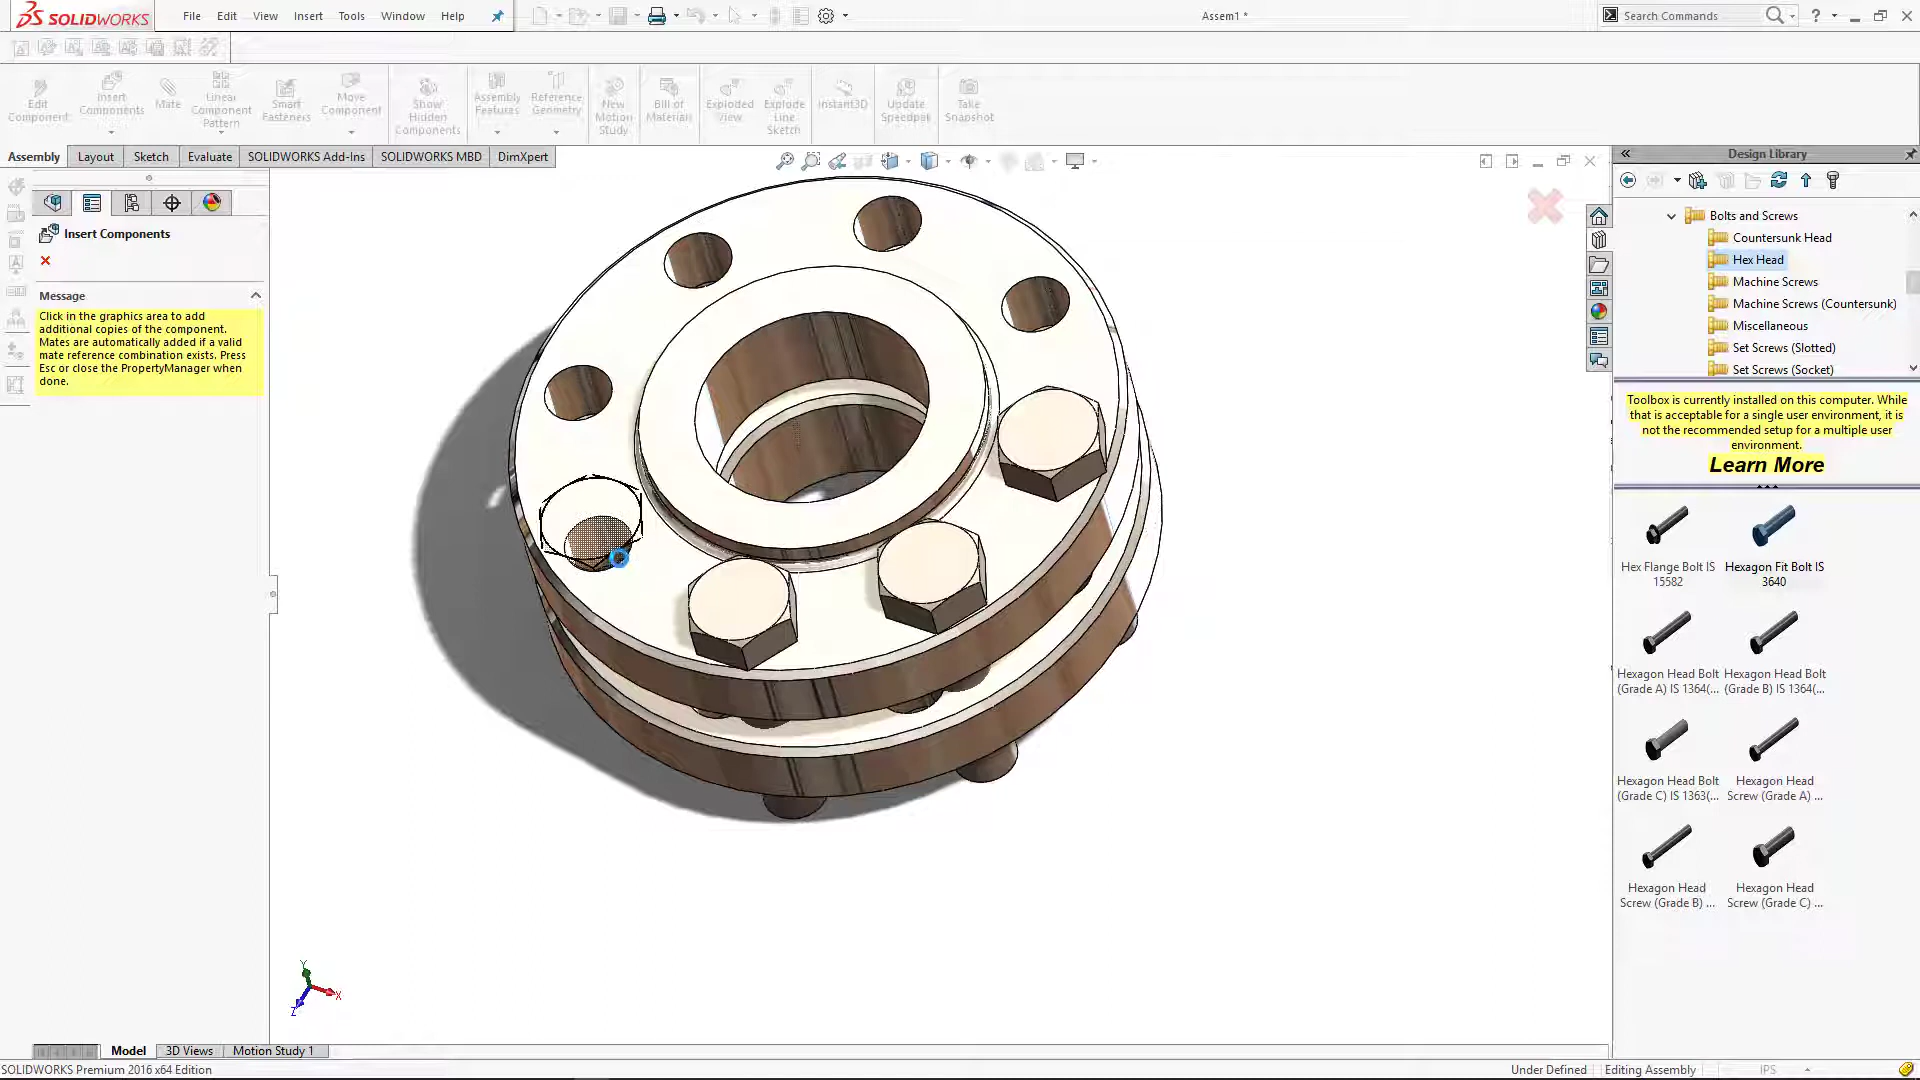 SOLIDWORKS
File Edit View Insert Tools Window Help
Assem1 *
Search Commands
?
Edit
Component
Insert
Components
Mate
Linear
Component
Pattern
Smart
Fasteners
Move
Component
Show
Hidden
Components
Assembly
Features
Reference
Geometry
New
Motion
Study
Bill of
Materials
Exploded
View
Explode
Line
Sketch
Instant3D
Update
Speedpak
Take
Snapshot
Assembly Layout Sketch Evaluate SOLIDWORKS Add-Ins SOLIDWORKS MBD DimXpert
Insert Components
Message
Click in the graphics area to add
additional copies of the component.
Mates are automatically added if a valid
mate reference combination exists. Press
Esc or close the PropertyManager when
done.
Y
X
Z
Design Library
Bolts and Screws
Countersunk Head
Hex Head
Machine Screws
Machine Screws (Countersunk)
Miscellaneous
Set Screws (Slotted)
Set Screws (Socket)
Toolbox is currently installed on this computer. While
that is acceptable for a single user environment, it is
not the recommended setup for a multiple user
environment.
Learn More
Hex Flange Bolt IS
15582
Hexagon Fit Bolt IS
3640
Hexagon Head Bolt
(Grade A) IS 1364(...
Hexagon Head Bolt
(Grade B) IS 1364(...
Hexagon Head Bolt
(Grade C) IS 1363(...
Hexagon Head
Screw (Grade A) ...
Hexagon Head
Screw (Grade B) ...
Hexagon Head
Screw (Grade C) ...
Model 3D Views Motion Study 1
SOLIDWORKS Premium 2016 x64 Edition
Under Defined Editing Assembly IPS